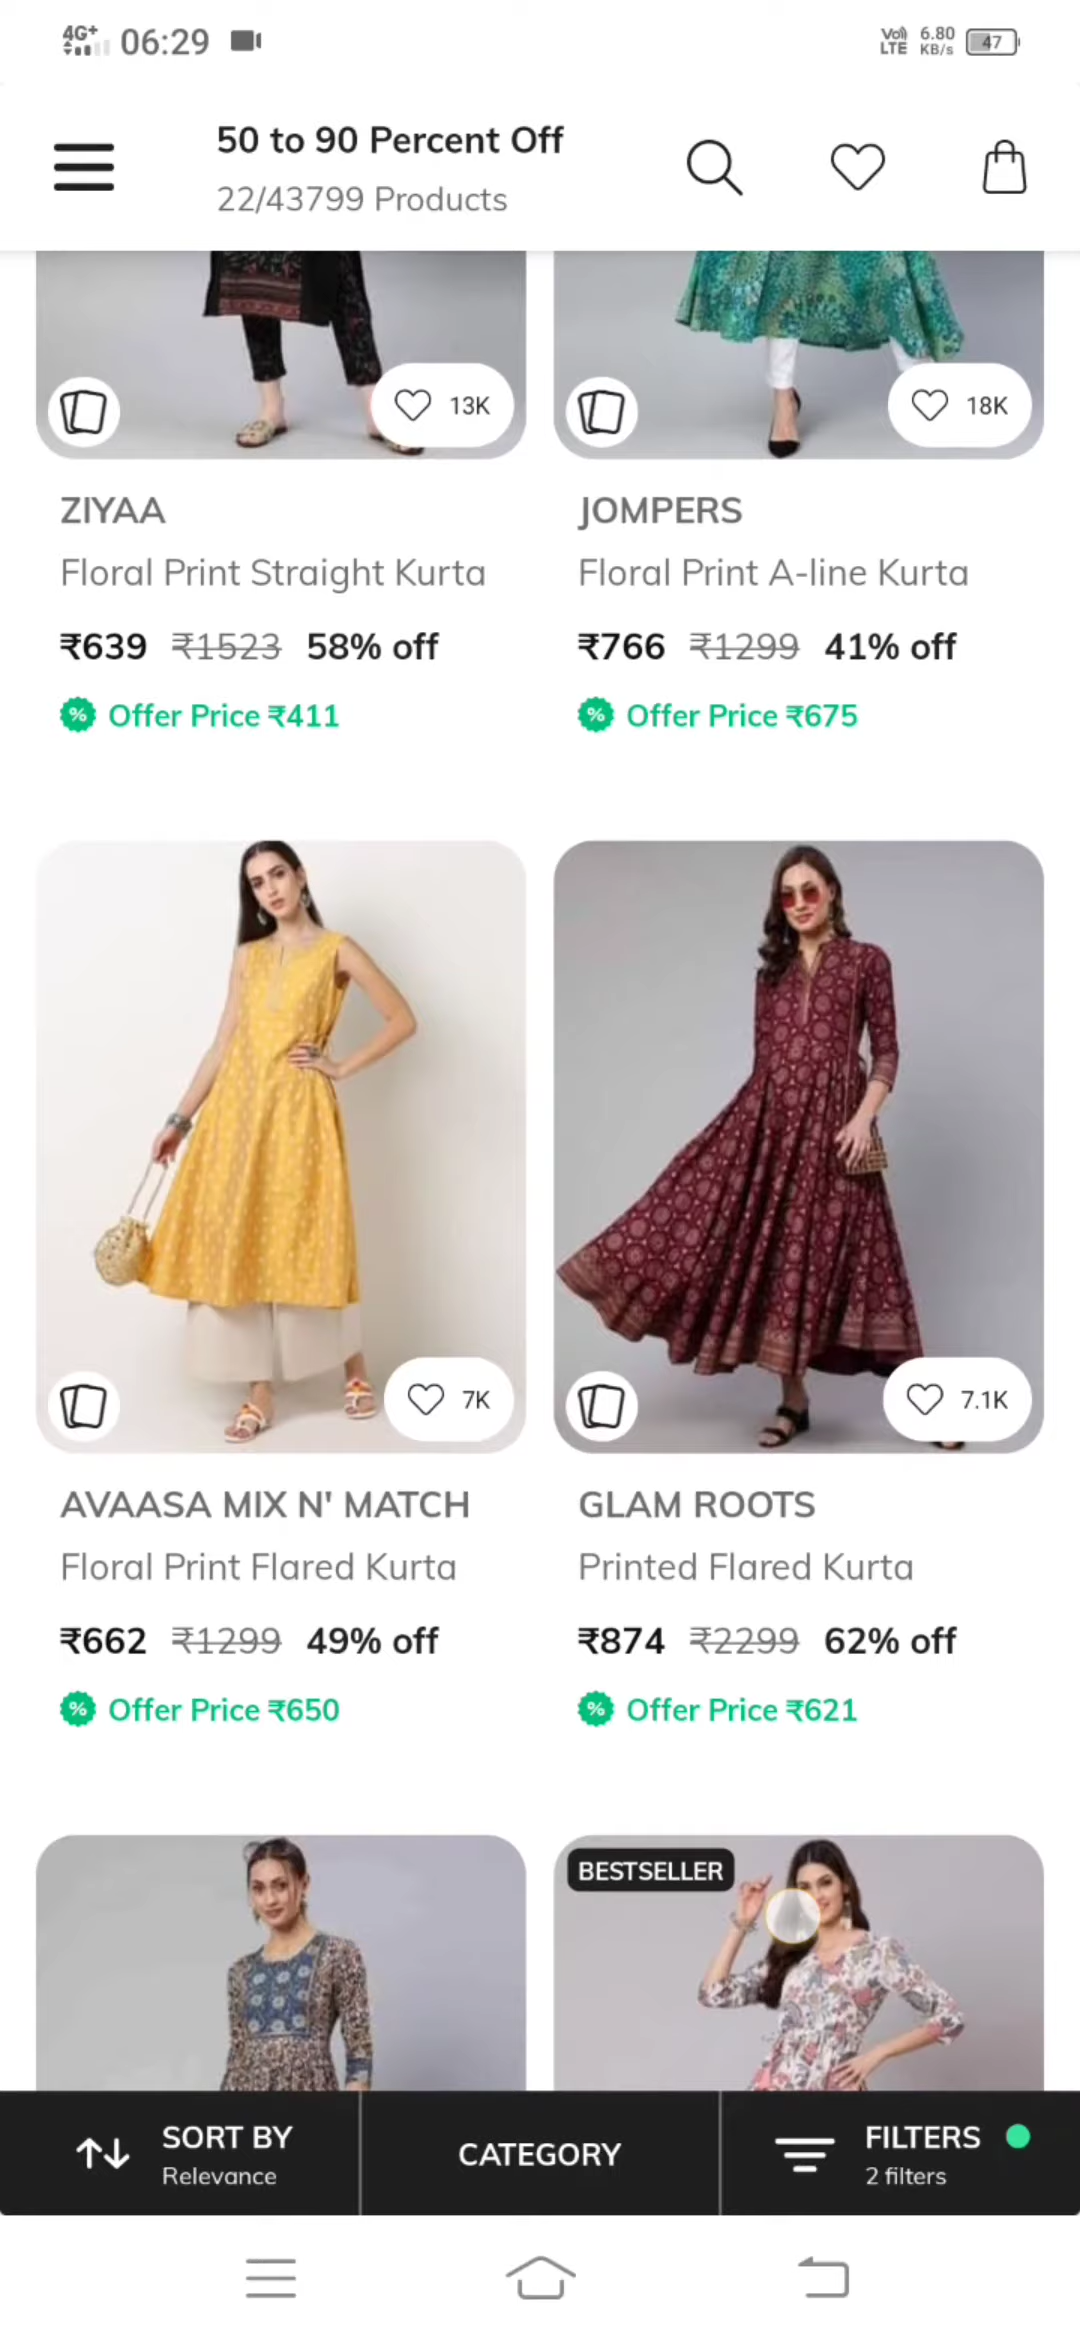 4G+ 06:29 Vo) LTE 6.80 KB/s 47
50 to 90 Percent Off
22/43799 Products
13K 18K
ZIYAA JOMPERS
Floral Print Straight Kurta Floral Print A-line Kurta
₹639 ₹1523 58% off ₹766 ₹1299 41% off
% Offer Price ₹411 % Offer Price ₹675
7K 7.1K
AVAASA MIX N' MATCH GLAM ROOTS
Floral Print Flared Kurta Printed Flared Kurta
₹662 ₹1299 49% off ₹874 ₹2299 62% off
% Offer Price ₹650 % Offer Price ₹621
BESTSELLER
SORT BY CATEGORY FILTERS
Relevance 2 filters